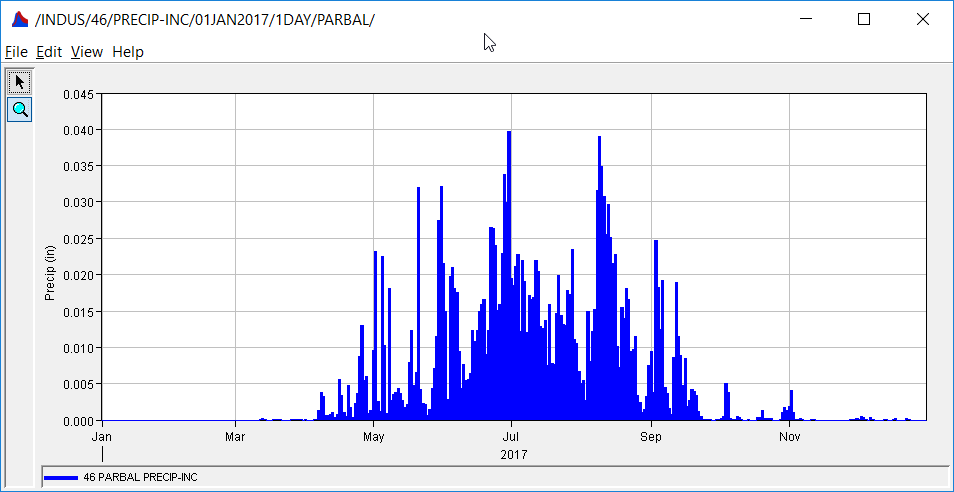 /INDUS/46/PRECIP-INC/01JAN2017/1DAY/PARBAL/
File Edit View Help
0.045
0.040
0.035
0.030
0.025
0.020
0.015
0.010
0.005
0.000
Precip (in)
Jan Mar May Jul Sep Nov
2017
46 PARBAL PRECIP-INC